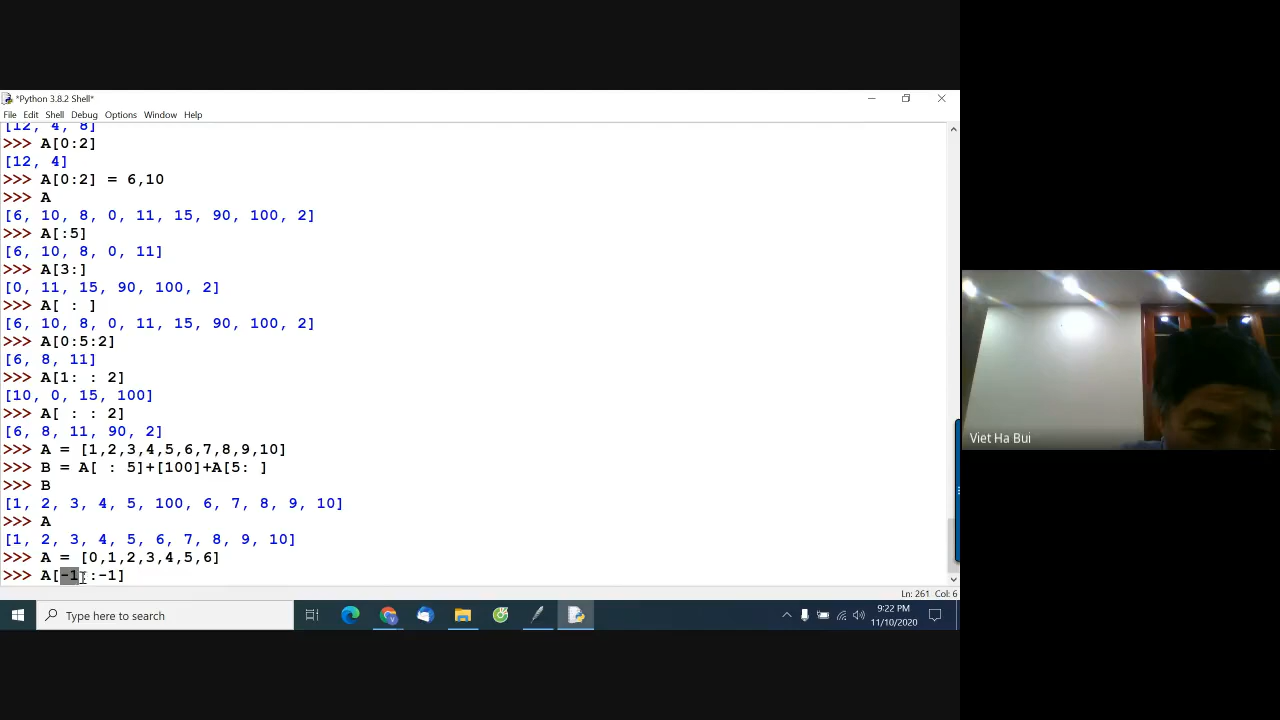 *Python 3.8.2 Shell*
File Edit Shell Debug Options Window Help
[12, 4, 8]
>>> A[0:2]
[12, 4]
>>> A[0:2] = 6,10
>>> A
[6, 10, 8, 0, 11, 15, 90, 100, 2]
>>> A[:5]
[6, 10, 8, 0, 11]
>>> A[3:]
[0, 11, 15, 90, 100, 2]
>>> A[ : ]
[6, 10, 8, 0, 11, 15, 90, 100, 2]
>>> A[0:5:2]
[6, 8, 11]
>>> A[1: : 2]
[10, 0, 15, 100]
>>> A[ : : 2]
[6, 8, 11, 90, 2]
>>> A = [1,2,3,4,5,6,7,8,9,10]
>>> B = A[ : 5]+[100]+A[5: ]
>>> B
[1, 2, 3, 4, 5, 100, 6, 7, 8, 9, 10]
>>> A
[1, 2, 3, 4, 5, 6, 7, 8, 9, 10]
>>> A = [0,1,2,3,4,5,6]
>>> A[-1::-1]
Ln: 261 Col: 6
Type here to search
9:22 PM
11/10/2020
Viet Ha Bui